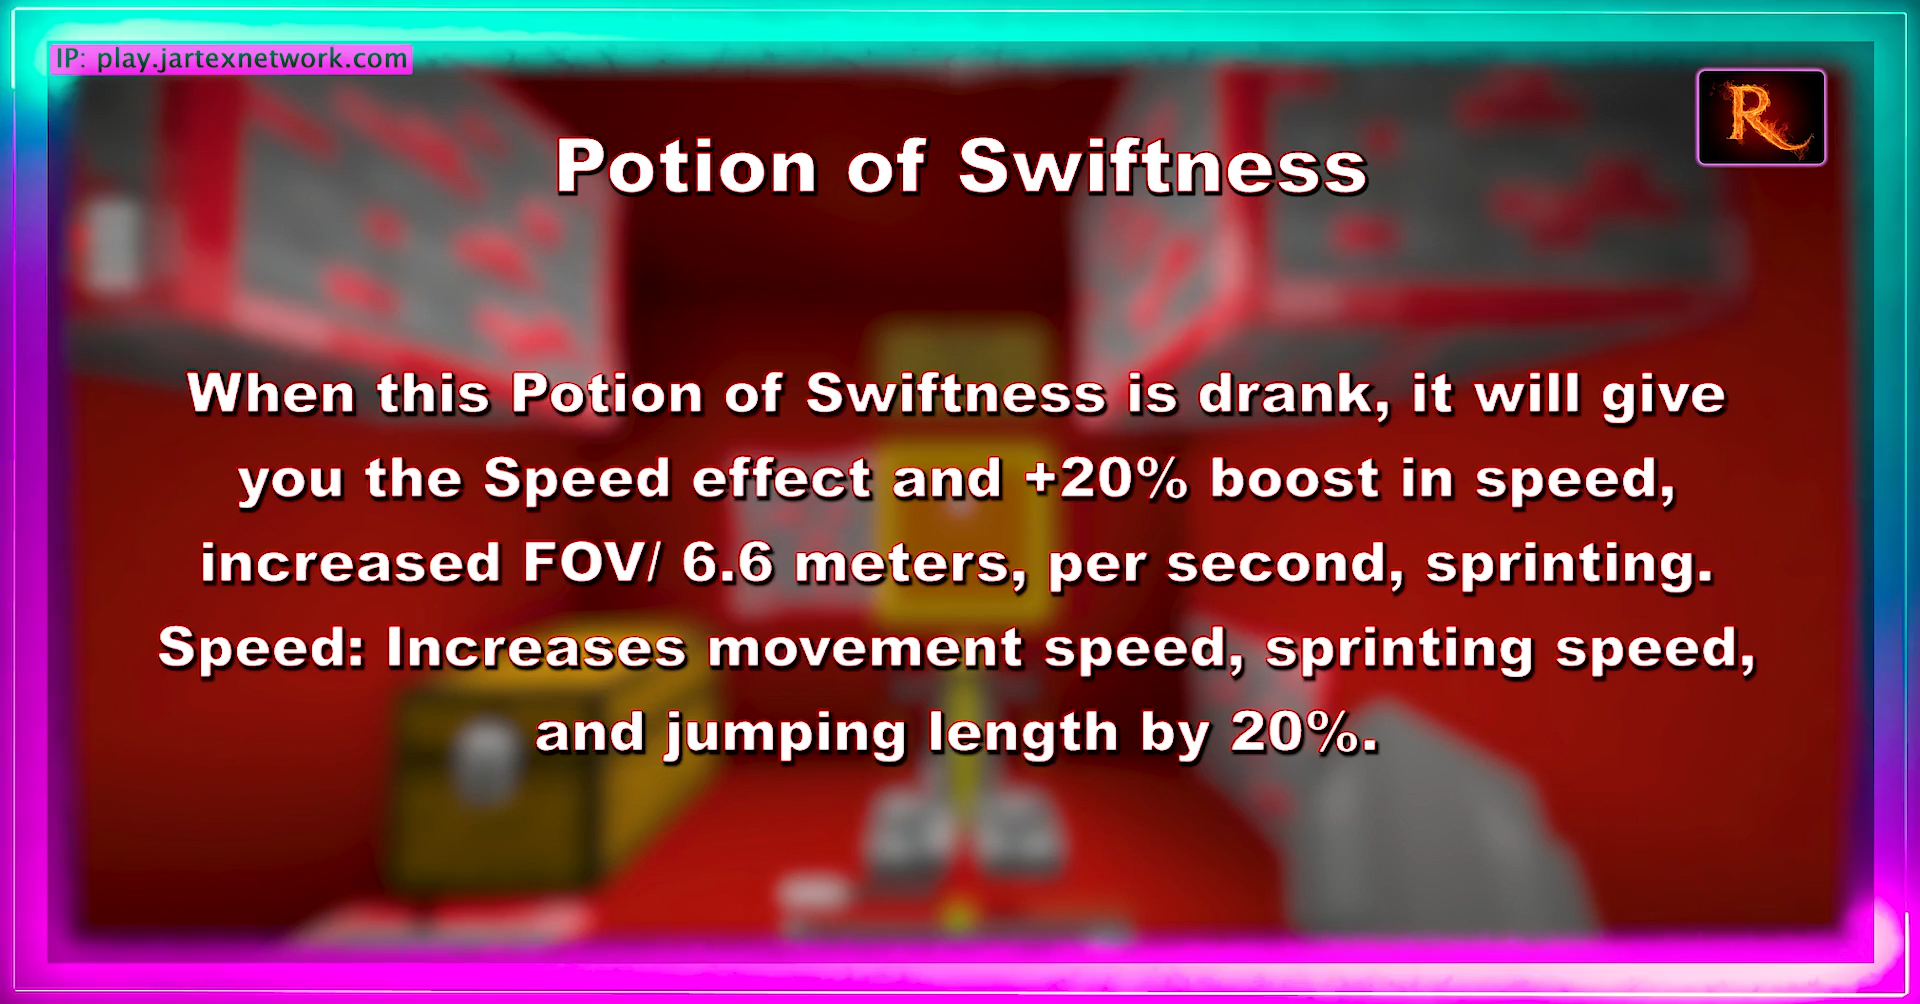 IP: play.jartexnetwork.com
R
Potion of Swiftness
When this Potion of Swiftness is drank, it will give
you the Speed effect and +20% boost in speed,
increased FOV/ 6.6 meters, per second, sprinting.
Speed: Increases movement speed, sprinting speed,
and jumping length by 20%.